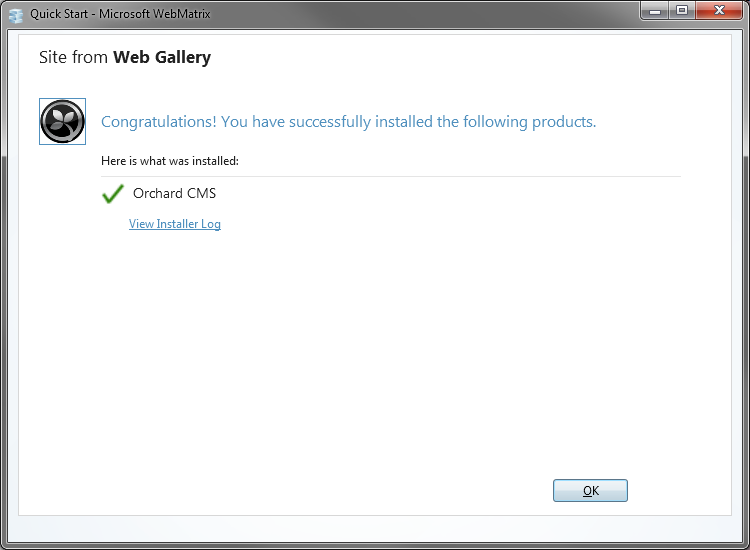 Quick Start - Microsoft WebMatrix
Site from Web Gallery
Congratulations! You have successfully installed the following products.
Here is what was installed:
Orchard CMS
View Installer Log
OK